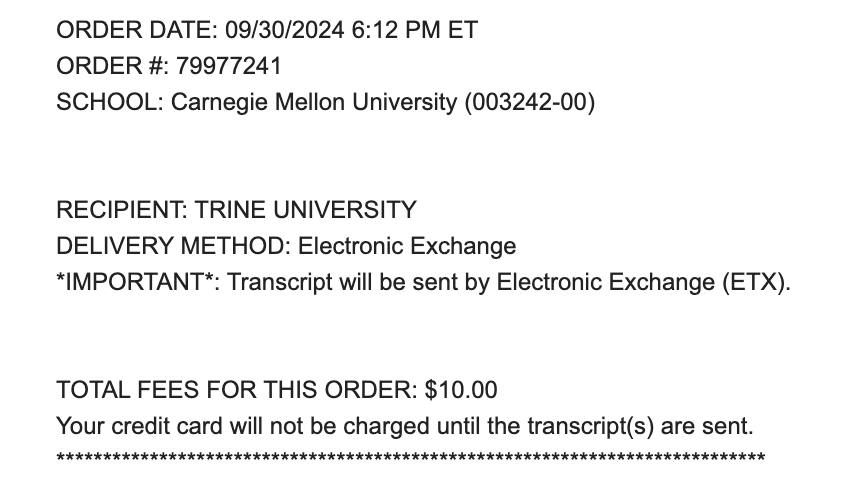 ORDER DATE: 09/30/2024 6:12 PM ET
ORDER #: 79977241
SCHOOL: Carnegie Mellon University (003242-00)
RECIPIENT: TRINE UNIVERSITY
DELIVERY METHOD: Electronic Exchange
*IMPORTANT*: Transcript will be sent by Electronic Exchange (ETX).
TOTAL FEES FOR THIS ORDER: $10.00
Your credit card will not be charged until the transcript(s) are sent.
*****************************************************************************